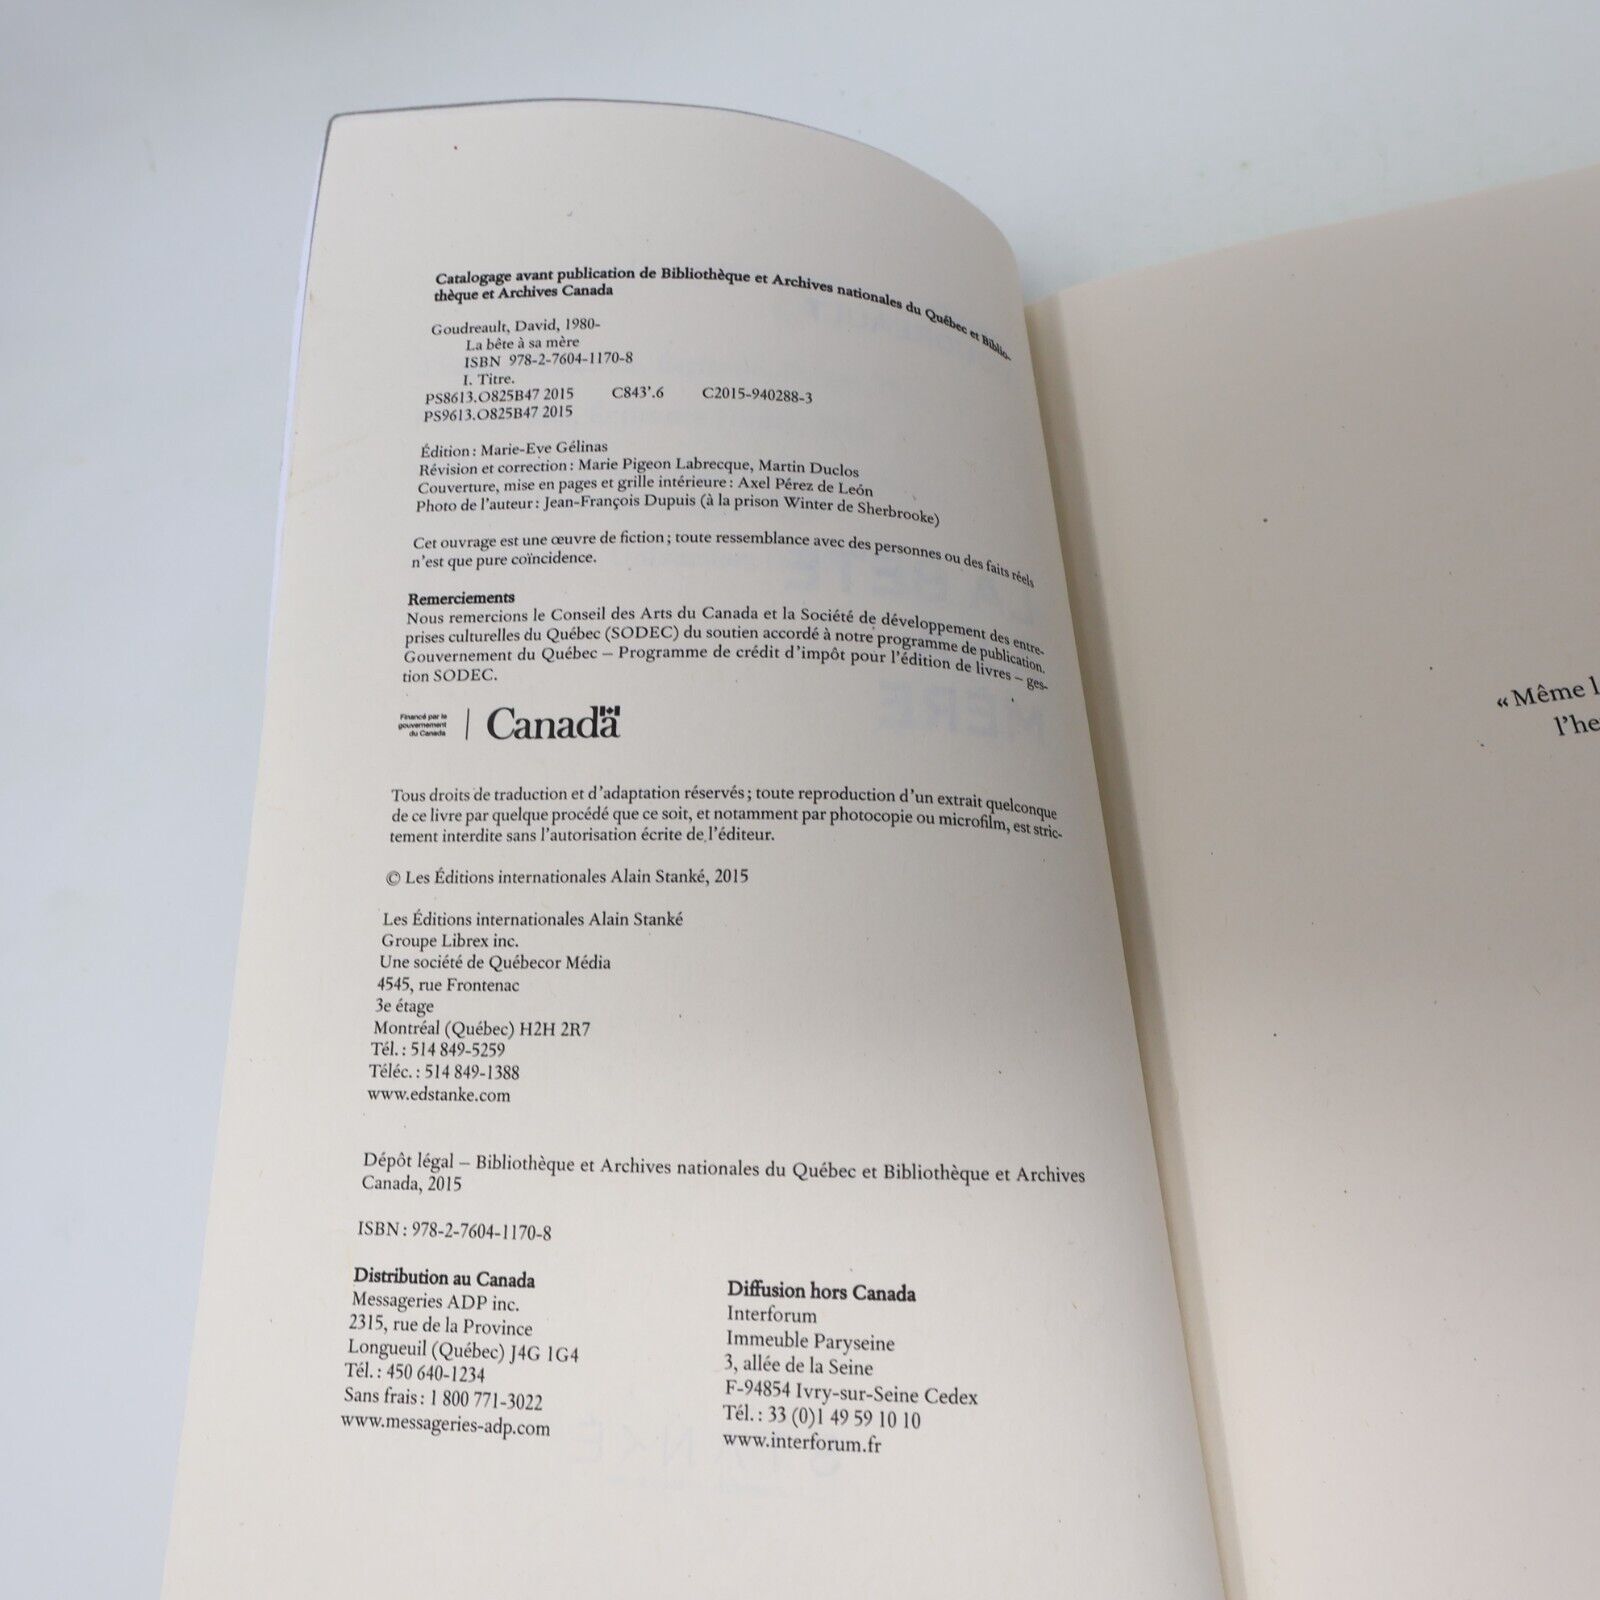 Catalogage avant publication de Bibliothèque et Archives nationales du Québec et Biblio-
thèque et Archives Canada
Goudreault, David, 1980-
La bête à sa mère
ISBN 978-2-7604-1170-8
I. Titre.
PS8613.O825B47 2015 C843'.6 C2015-940288-3
PS9613.O825B47 2015
Édition : Marie-Eve Gélinas
Révision et correction : Marie Pigeon Labrecque, Martin Duclos
Couverture, mise en pages et grille intérieure : Axel Pérez de León
Photo de l'auteur : Jean-François Dupuis (à la prison Winter de Sherbrooke)
Cet ouvrage est une œuvre de fiction ; toute ressemblance avec des personnes ou des faits réels
n'est que pure coïncidence.
Remerciements
Nous remercions le Conseil des Arts du Canada et la Société de développement des entre-
prises culturelles du Québec (SODEC) du soutien accordé à notre programme de publication.
Gouvernement du Québec – Programme de crédit d'impôt pour l'édition de livres – ges-
tion SODEC.
Financé par le
gouvernement
du Canada
Canada
Tous droits de traduction et d'adaptation réservés ; toute reproduction d'un extrait quelconque
de ce livre par quelque procédé que ce soit, et notamment par photocopie ou microfilm, est stric-
tement interdite sans l'autorisation écrite de l'éditeur.
© Les Éditions internationales Alain Stanké, 2015
Les Éditions internationales Alain Stanké
Groupe Librex inc.
Une société de Québecor Média
4545, rue Frontenac
3e étage
Montréal (Québec) H2H 2R7
Tél. : 514 849-5259
Téléc. : 514 849-1388
www.edstanke.com
Dépôt légal – Bibliothèque et Archives nationales du Québec et Bibliothèque et Archives
Canada, 2015
ISBN : 978-2-7604-1170-8
Distribution au Canada
Messageries ADP inc.
2315, rue de la Province
Longueuil (Québec) J4G 1G4
Tél. : 450 640-1234
Sans frais : 1 800 771-3022
www.messageries-adp.com
Diffusion hors Canada
Interforum
Immeuble Paryseine
3, allée de la Seine
F-94854 Ivry-sur-Seine Cedex
Tél. : 33 (0)1 49 59 10 10
www.interforum.fr
« Même l
l'he